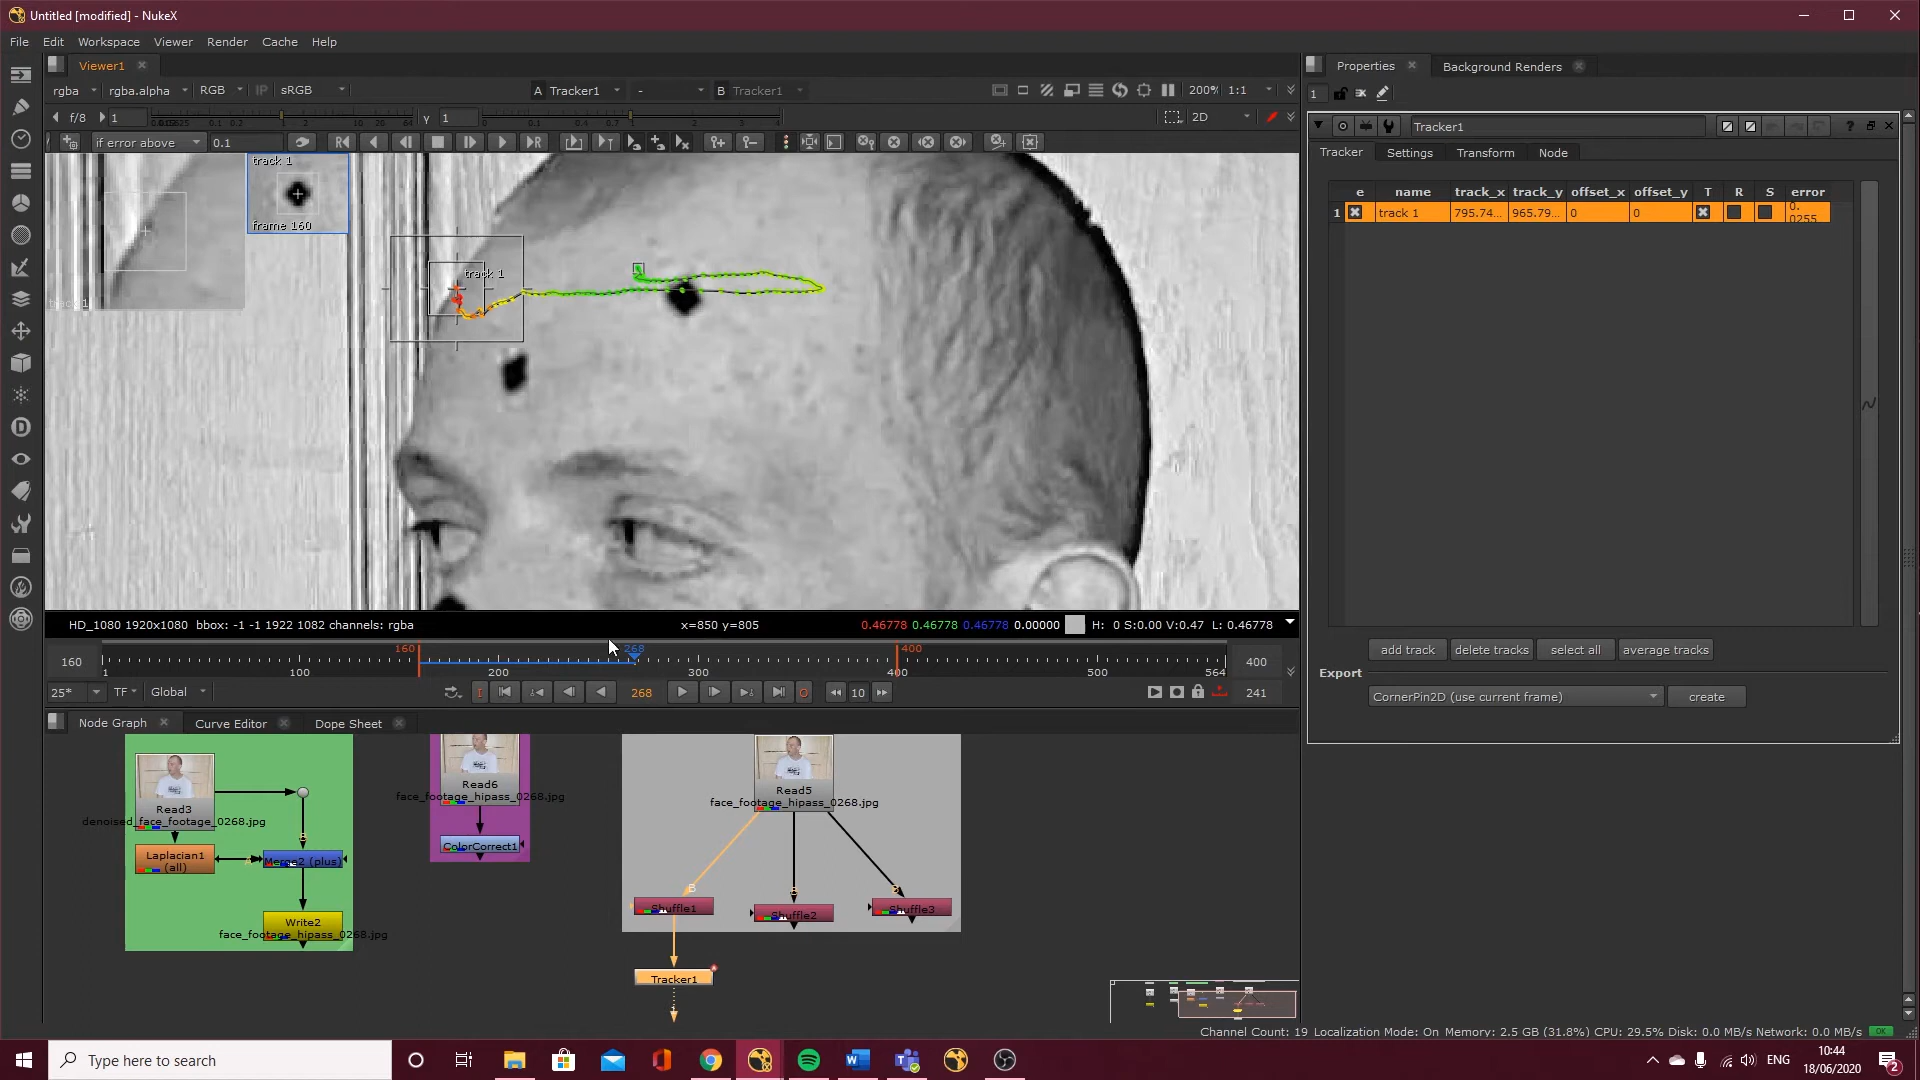 Untitled [modified] - NukeX
File Edit Workspace Viewer Render Cache Help
Viewer1
rgba rgba.alpha RGB IP sRGB A Tracker1 - B Tracker1 200% 1:1
f/8 1 y 1 2D
if error above 0.1
track 1
frame 160
track 1
track 1
HD_1080 1920x1080 bbox: -1 -1 1922 1082 channels: rgba x=850 y=805 0.46778 0.46778 0.46778 0.00000 H: 0 S:0.00 V:0.47 L: 0.46778
160 160 268 400 400
1 100 200 300 400 500 564
25* TF Global 268 10 241
Node Graph Curve Editor Dope Sheet
Read3
denoised_face_footage_0268.jpg
Laplacian1
(all)
A
B
Merge2 (plus)
Write2
face_footage_hipass_0268.jpg
Read6
face_footage_hipass_0268.jpg
ColorCorrect1
Read5
face_footage_hipass_0268.jpg
B B B
Shuffle1 Shuffle2 Shuffle3
Tracker1
Properties Background Renders
1
Tracker1
Tracker Settings Transform Node
e name track_x track_y offset_x offset_y T R S error
1 track 1 795.74... 965.79... 0 0 0.0255
add track delete tracks select all average tracks
Export
CornerPin2D (use current frame) create
Channel Count: 19 Localization Mode: On Memory: 2.5 GB (31.8%) CPU: 29.5% Disk: 0.0 MB/s Network: 0.0 MB/s OK
Type here to search
ENG
10:44
18/06/2020
2